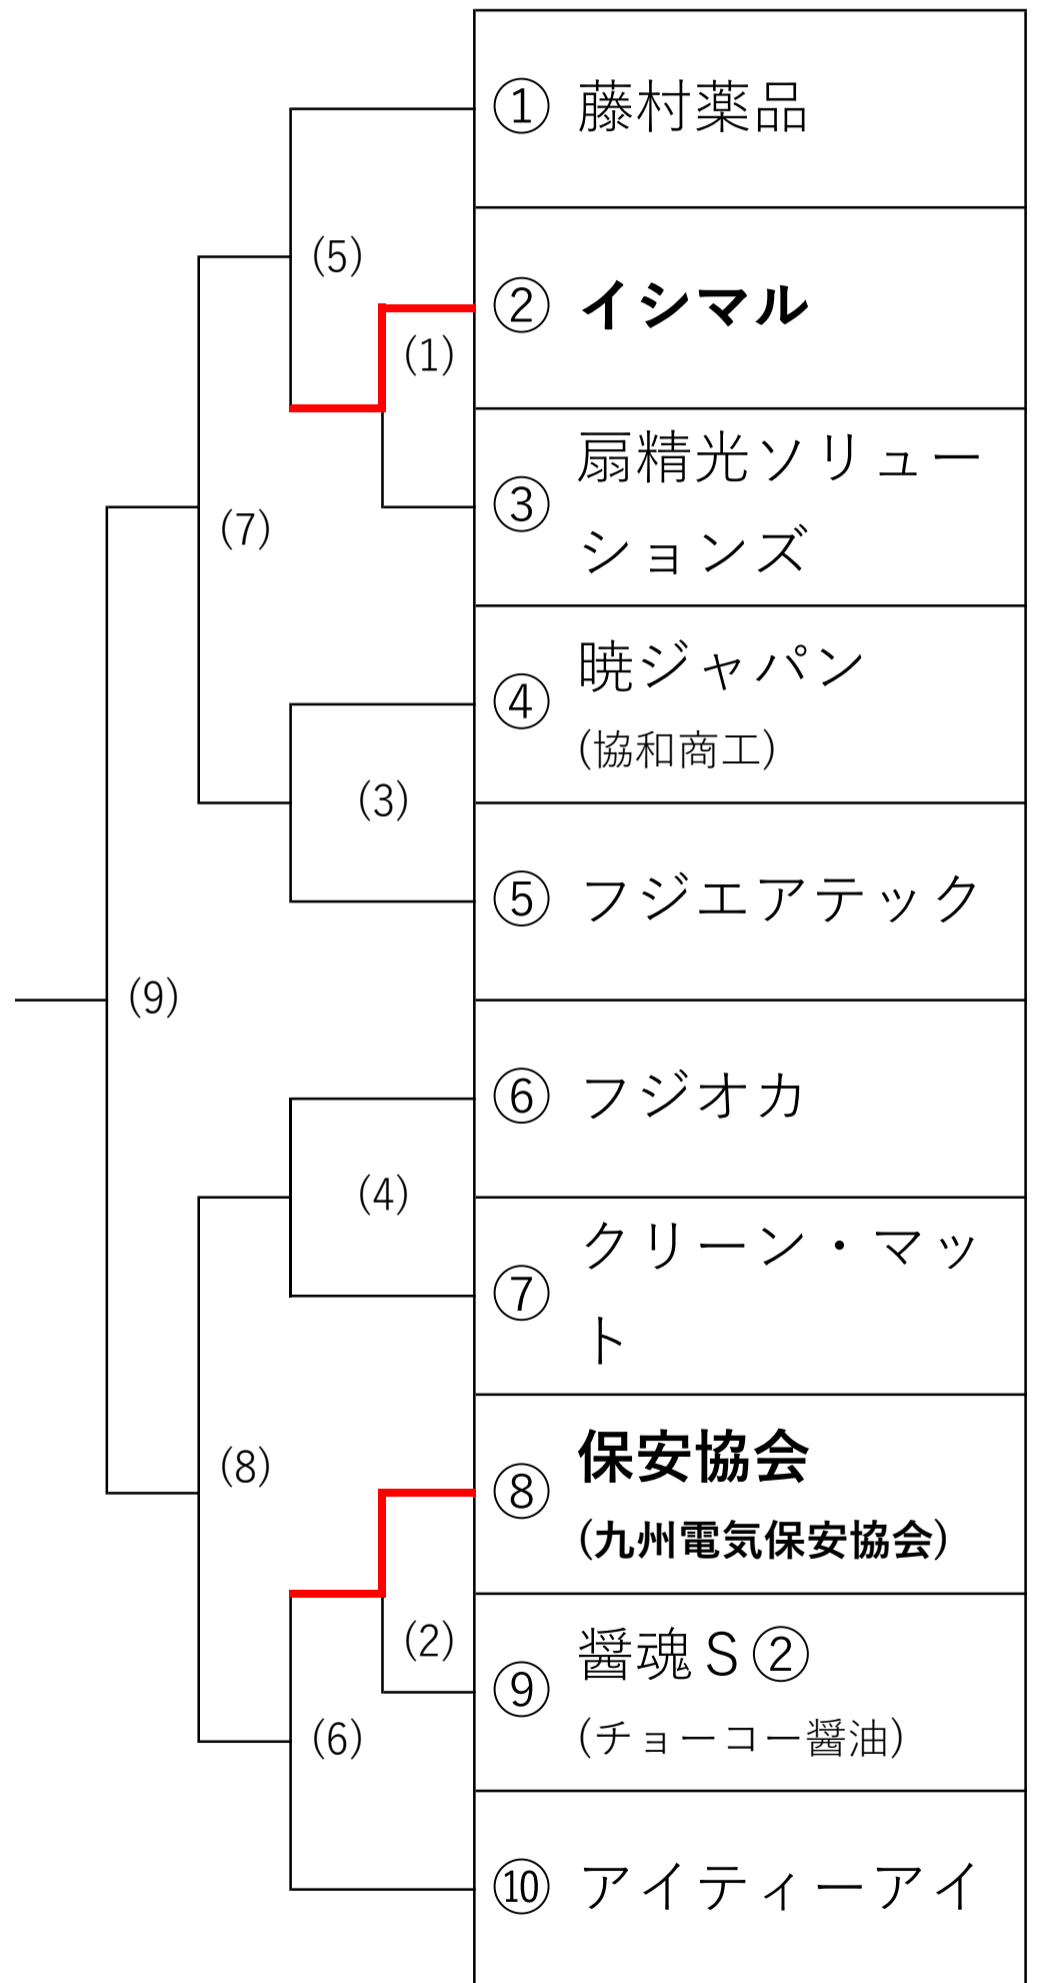 ① 藤村薬品
(5)
② イシマル
(1)
扇精光ソリュー
③
ションズ
(7)
暁ジャパン
④
(協和商工)
(3)
⑤ フジエアテック
(9)
⑥ フジオカ
(4)
クリーン・マッ
⑦
ト
保安協会
(8)
⑧
(九州電気保安協会)
醤魂S②
(2)
⑨
(チョーコー醤油)
(6)
⑩ アイティーアイ